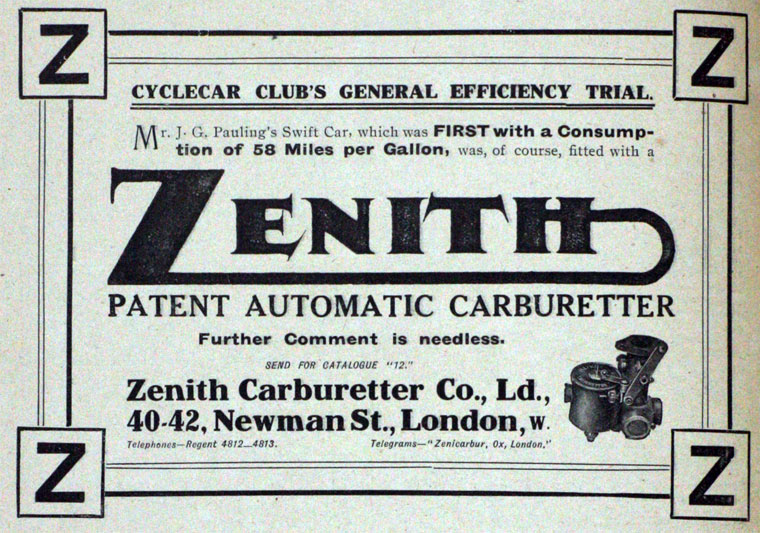 Z Z
CYCLECAR CLUB'S GENERAL EFFICIENCY TRIAL.
Mr. J. G. Pauling's Swift Car, which was FIRST with a Consump-
tion of 58 Miles per Gallon, was, of course, fitted with a
ZENITH
PATENT AUTOMATIC CARBURETTER
Further Comment is needless.
SEND FOR CATALOGUE "12."
Zenith Carburetter Co., Ld.,
40-42, Newman St., London, W.
Telephones—Regent 4812—4813. Telegrams—"Zenicarbur, Ox, London."
Z Z